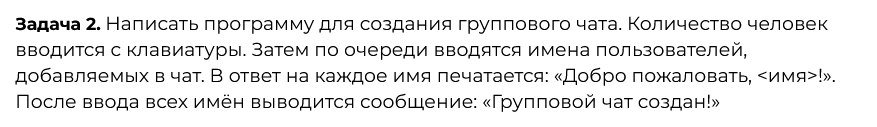 Задача 2. Написать программу для создания группового чата. Количество человек
вводится с клавиатуры. Затем по очереди вводятся имена пользователей,
добавляемых в чат. В ответ на каждое имя печатается: «Добро пожаловать, <имя>!».
После ввода всех имён выводится сообщение: «Групповой чат создан!»